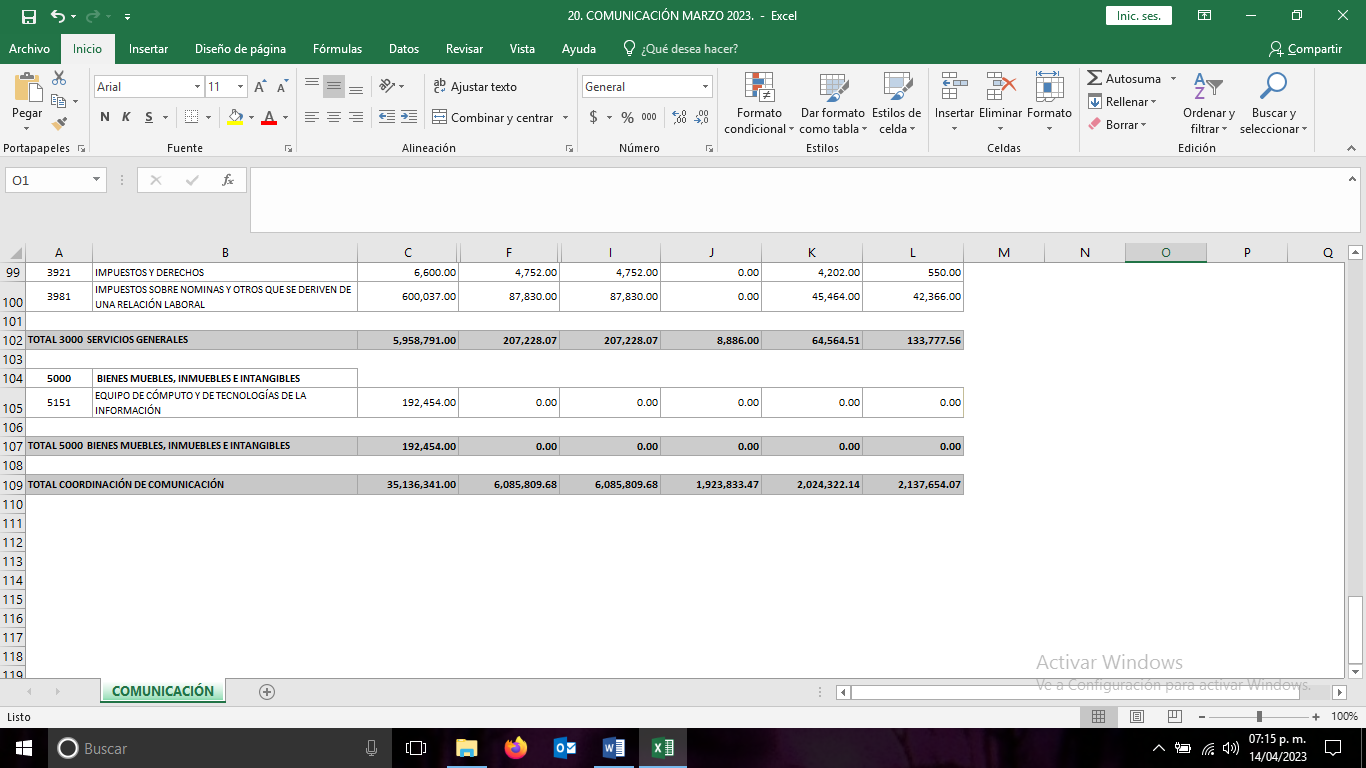 20. COMUNICACIÓN MARZO 2023. - Excel
Inic. ses.
Archivo Inicio Insertar Diseño de página Fórmulas Datos Revisar Vista Ayuda ¿Qué desea hacer? Compartir
Pegar
Arial 11
N K S
Ajustar texto
Combinar y centrar
General
$ % 000
Formato condicional
Dar formato como tabla
Estilos de celda
Insertar Eliminar Formato
Autosuma
Rellenar
Borrar
Ordenar y filtrar
Buscar y seleccionar
Portapapeles Fuente Alineación Número Estilos Celdas Edición
O1 fx
A B C F I J K L M N O P Q
99 3921 IMPUESTOS Y DERECHOS 6,600.00 4,752.00 4,752.00 0.00 4,202.00 550.00
100 3981 IMPUESTOS SOBRE NOMINAS Y OTROS QUE SE DERIVEN DE
UNA RELACIÓN LABORAL 600,037.00 87,830.00 87,830.00 0.00 45,464.00 42,366.00
101
102 TOTAL 3000 SERVICIOS GENERALES 5,958,791.00 207,228.07 207,228.07 8,886.00 64,564.51 133,777.56
103
104 5000 BIENES MUEBLES, INMUEBLES E INTANGIBLES
105 5151 EQUIPO DE CÓMPUTO Y DE TECNOLOGÍAS DE LA
INFORMACIÓN 192,454.00 0.00 0.00 0.00 0.00 0.00
106
107 TOTAL 5000 BIENES MUEBLES, INMUEBLES E INTANGIBLES 192,454.00 0.00 0.00 0.00 0.00 0.00
108
109 TOTAL COORDINACIÓN DE COMUNICACIÓN 35,136,341.00 6,085,809.68 6,085,809.68 1,923,833.47 2,024,322.14 2,137,654.07
110
111
112
113
114
115
116
117
118
119
Activar Windows
Ve a Configuración para activar Windows.
COMUNICACIÓN
Listo 100%
Buscar
07:15 p. m.
14/04/2023